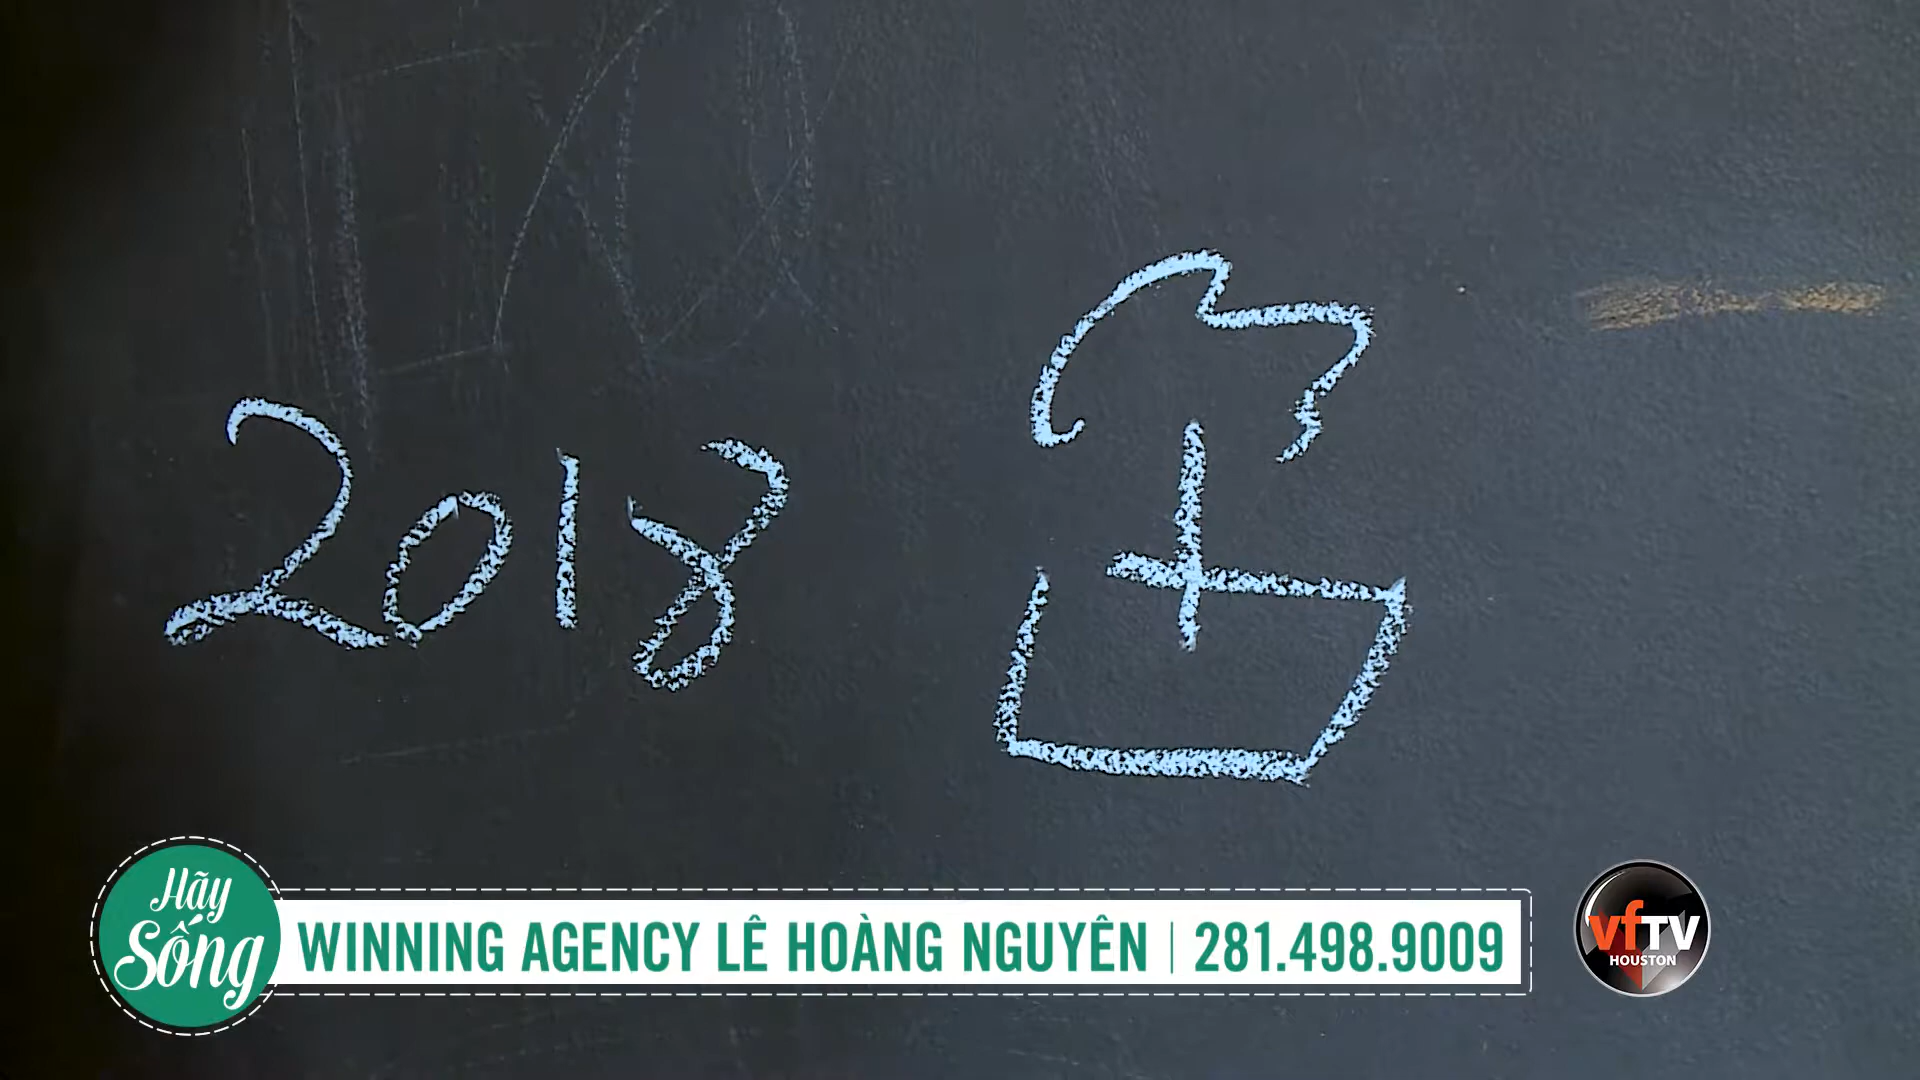 2018
Hãy
Sống
WINNING AGENCY LÊ HOÀNG NGUYÊN | 281.498.9009
vfTV
HOUSTON